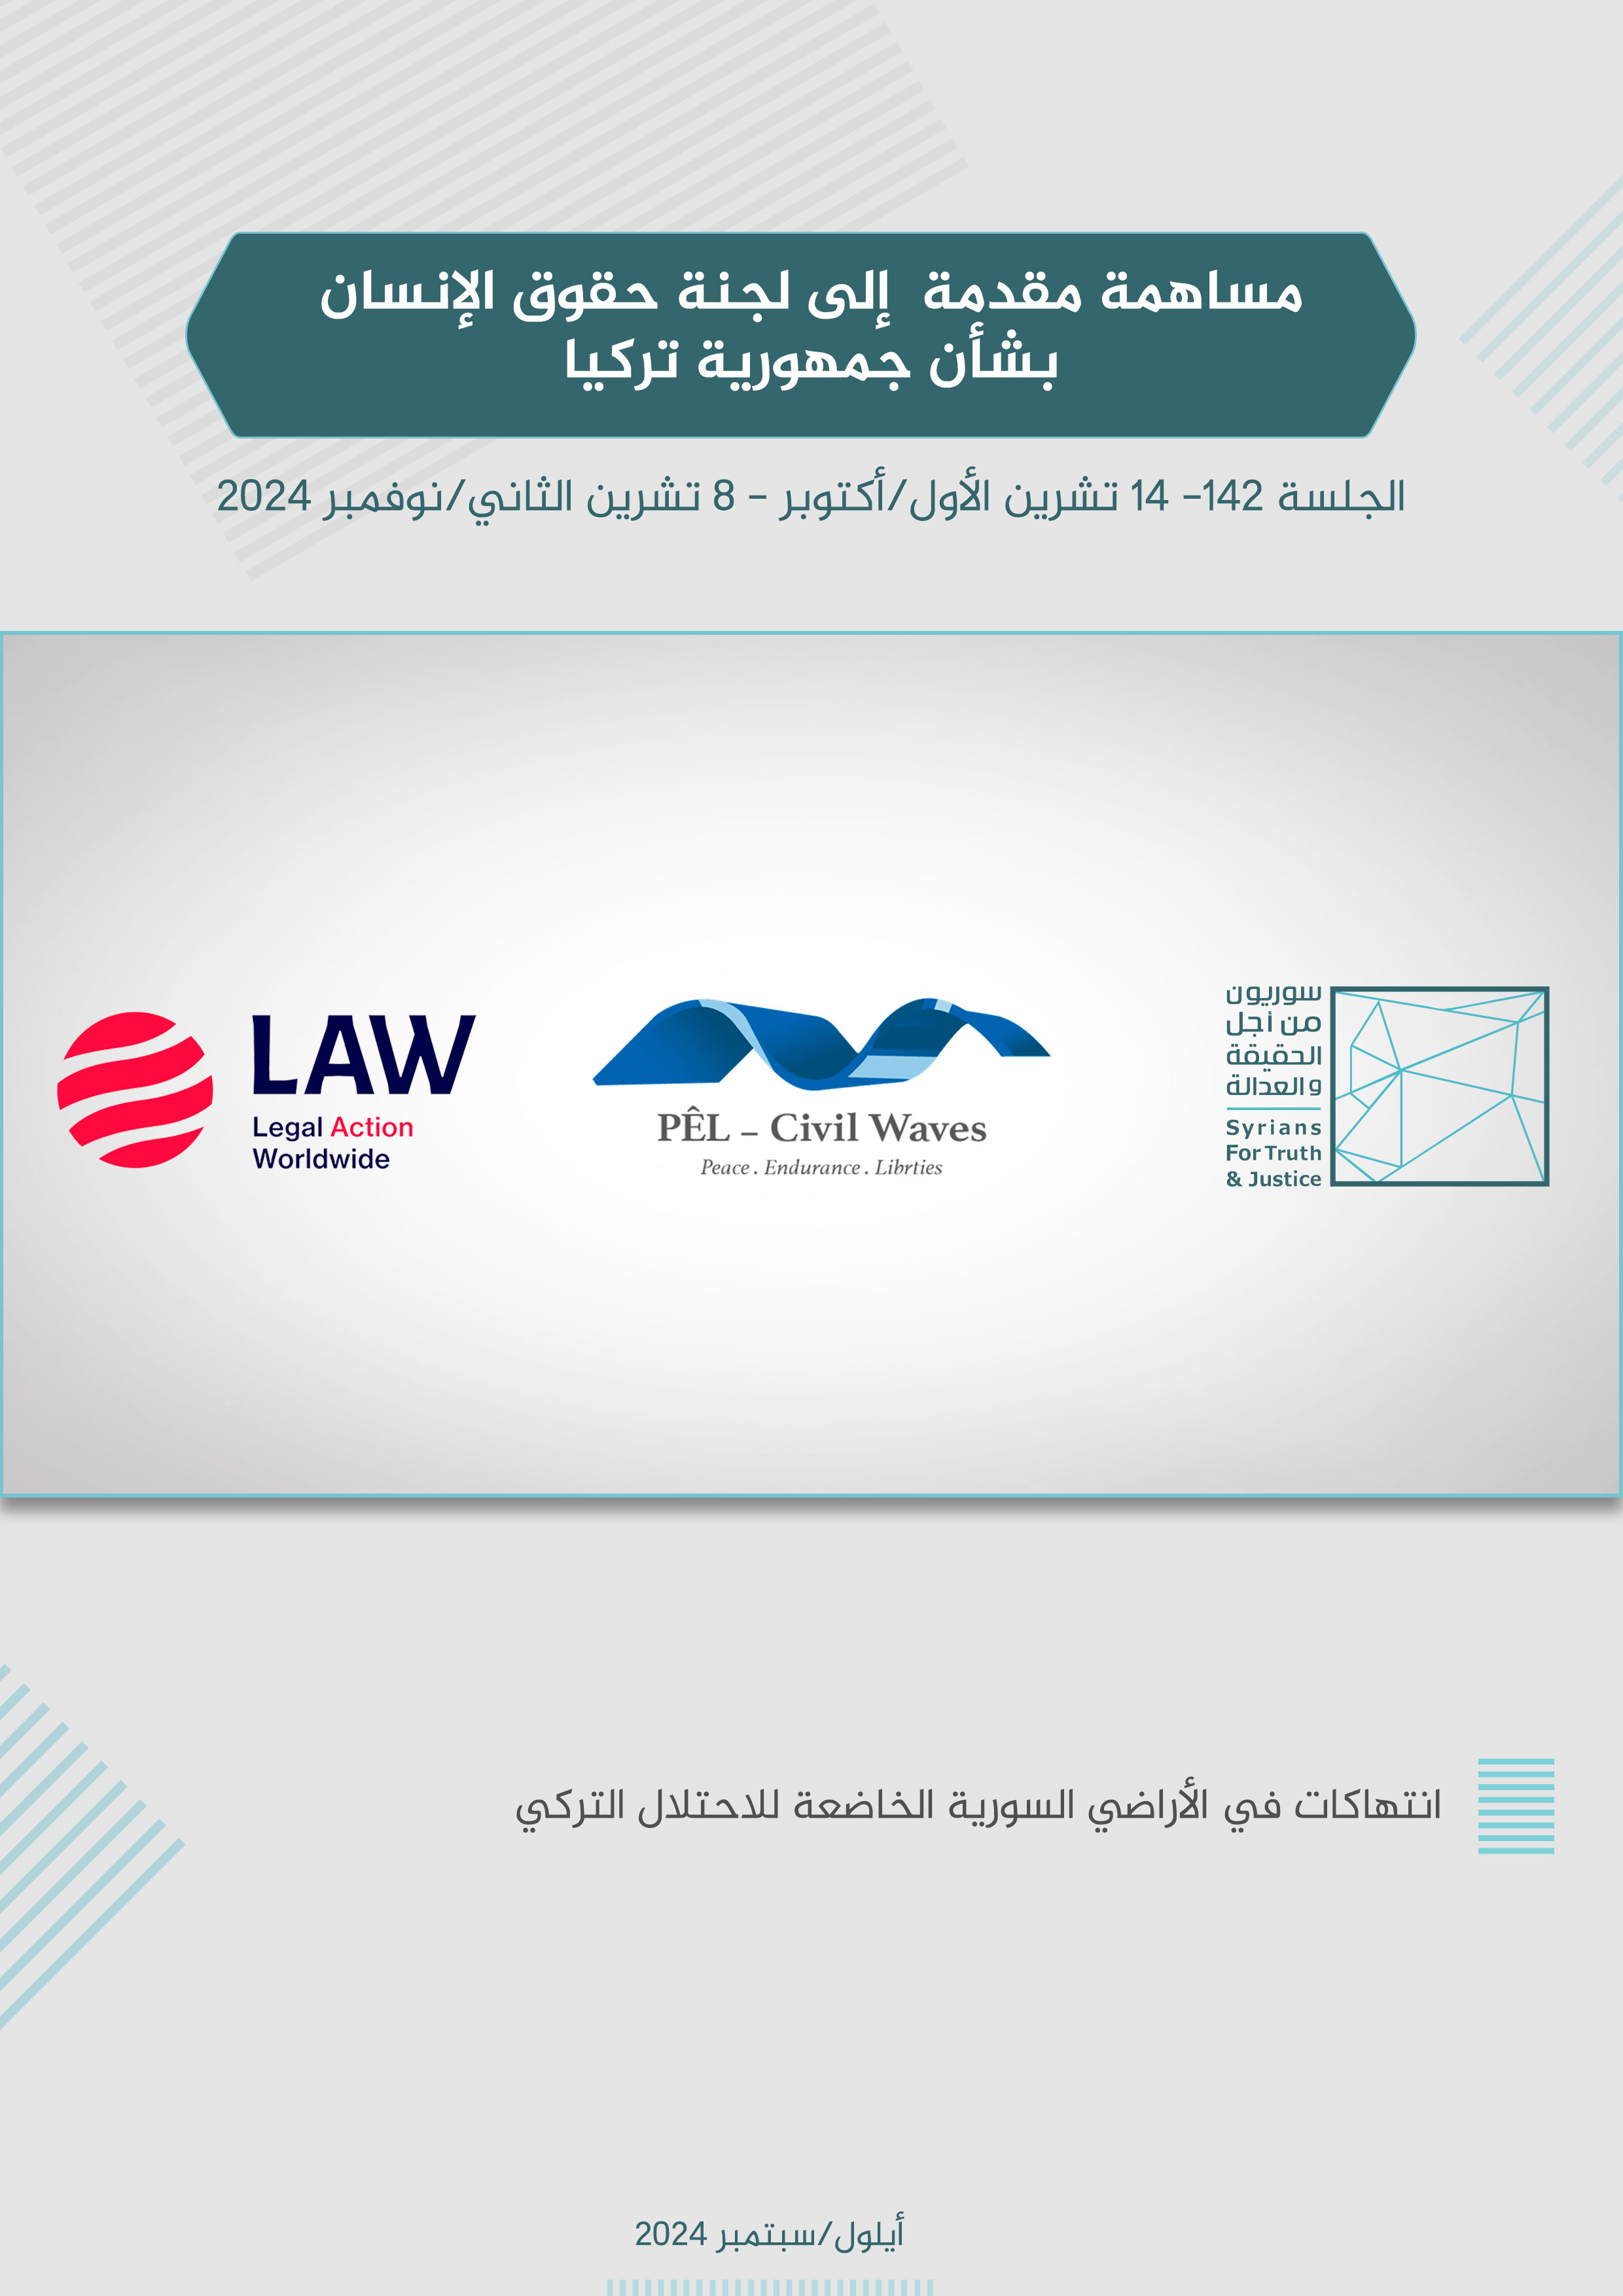 مساهمة مقدمة إلى لجنة حقوق الإنسان
بشأن جمهورية تركيا
الجلسة 142- 14 تشرين الأول/أكتوبر - 8 تشرين الثاني/نوفمبر 2024
سوريون
من أجل
الحقيقة
والعدالة
Syrians
For Truth
& Justice
PÊL – Civil Waves
Peace . Endurance . Librties
LAW
Legal Action
Worldwide
انتهاكات في الأراضي السورية الخاضعة للاحتلال التركي
أيلول/سبتمبر 2024